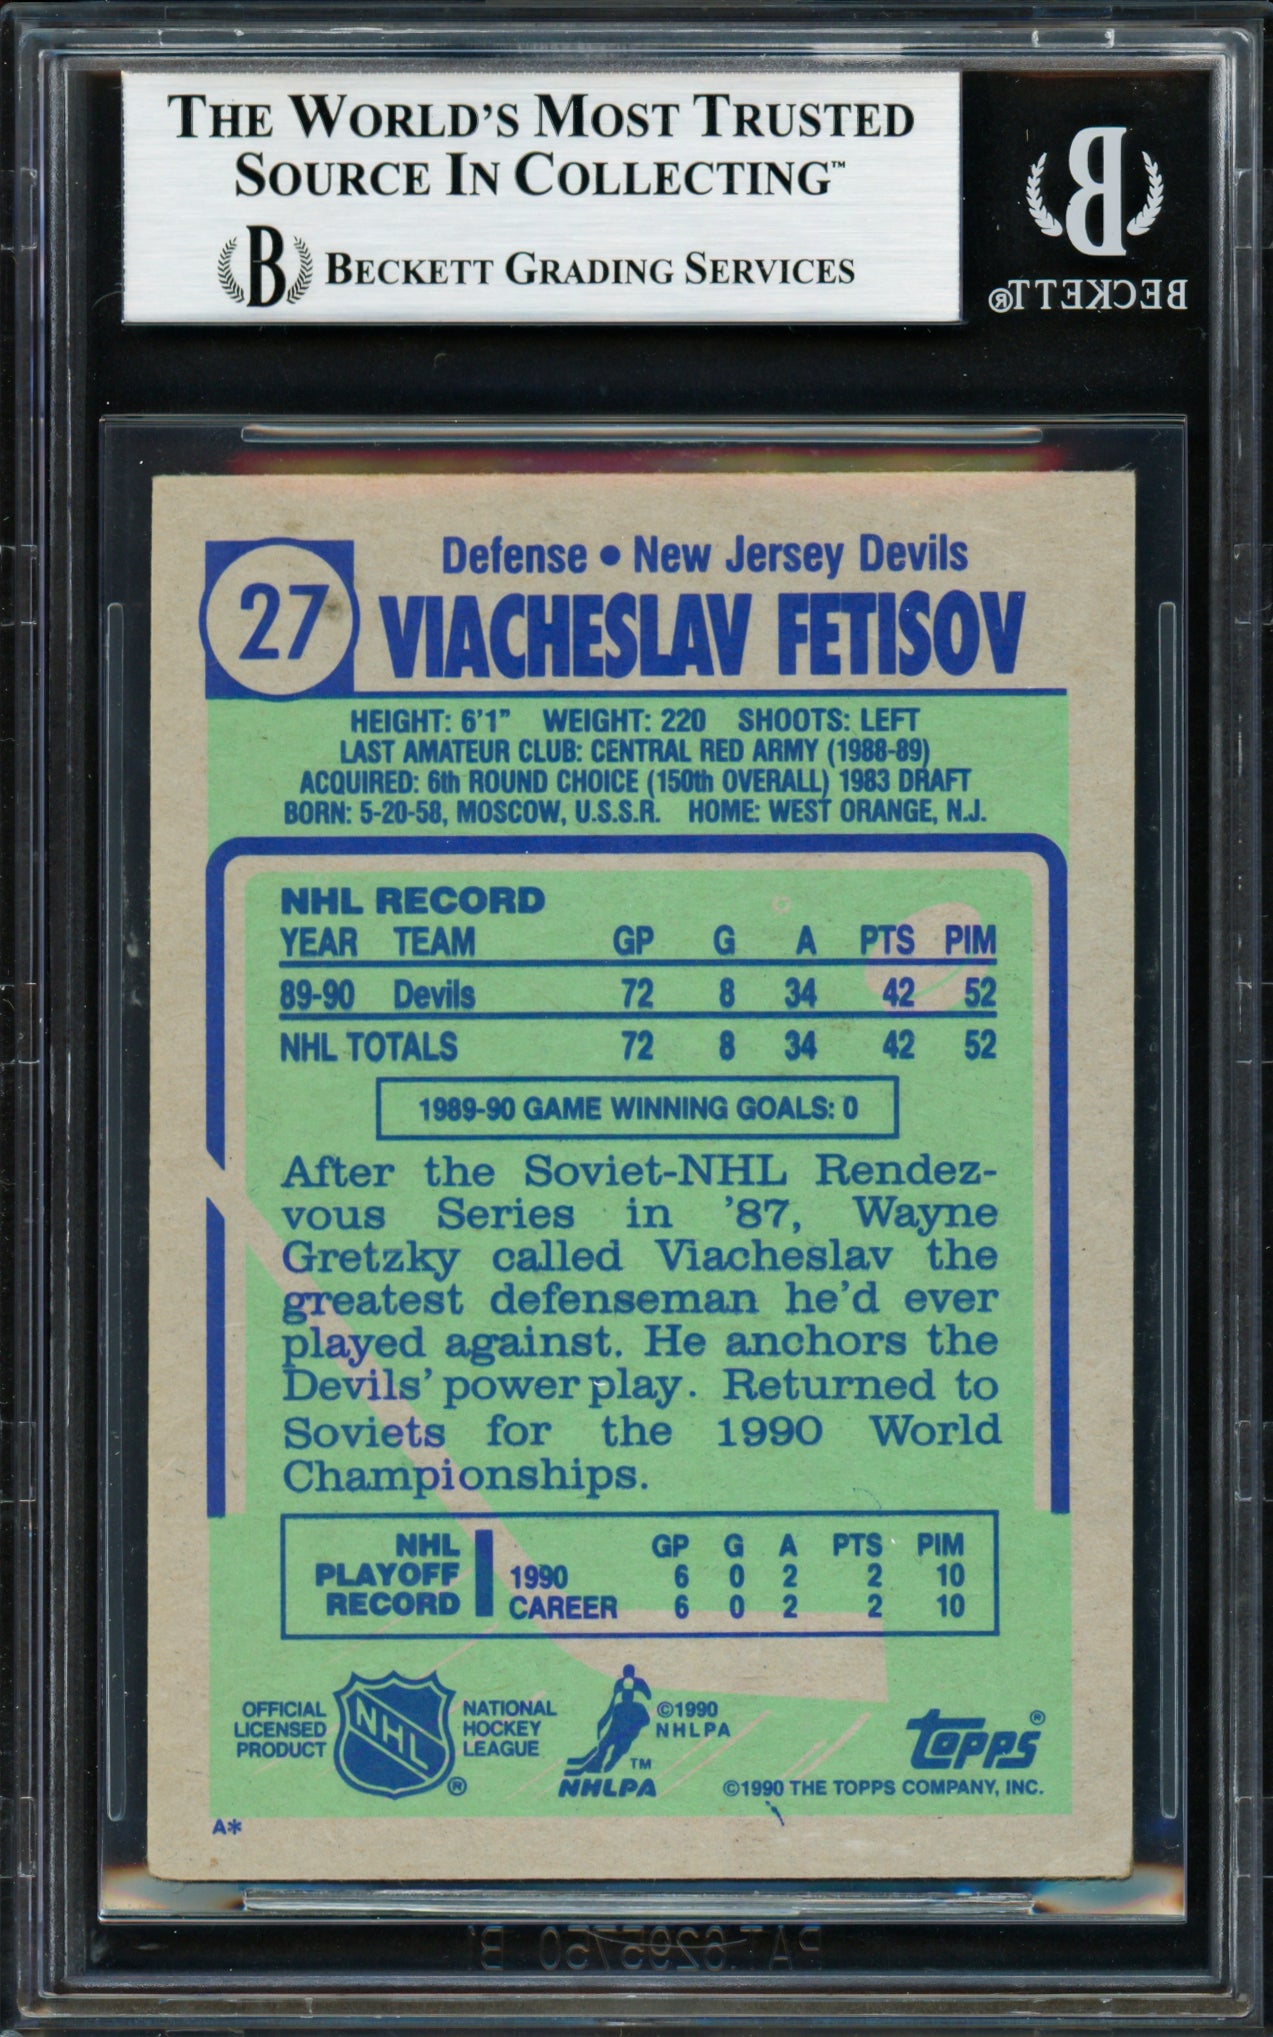 THE WORLD'S MOST TRUSTED
SOURCE IN COLLECTING™
B BECKETT GRADING SERVICES
B
BECKETT®
27
Defense • New Jersey Devils
VIACHESLAV FETISOV
HEIGHT: 6'1" WEIGHT: 220 SHOOTS: LEFT
LAST AMATEUR CLUB: CENTRAL RED ARMY (1988-89)
ACQUIRED: 6th ROUND CHOICE (150th OVERALL) 1983 DRAFT
BORN: 5-20-58, MOSCOW, U.S.S.R. HOME: WEST ORANGE, N.J.
NHL RECORD
YEAR TEAM GP G A PTS PIM
89-90 Devils 72 8 34 42 52
NHL TOTALS 72 8 34 42 52
1989-90 GAME WINNING GOALS: 0
After the Soviet-NHL Rendez-
vous Series in '87, Wayne
Gretzky called Viacheslav the
greatest defenseman he'd ever
played against. He anchors the
Devils' power play. Returned to
Soviets for the 1990 World
Championships.
NHL PLAYOFF RECORD
GP G A PTS PIM
1990 6 0 2 2 10
CAREER 6 0 2 2 10
OFFICIAL
LICENSED
PRODUCT
NHL
®
NATIONAL
HOCKEY
LEAGUE
©1990
NHLPA
TM
NHLPA
TOPPS®
©1990 THE TOPPS COMPANY, INC.
A*
PAT.6295750 B1